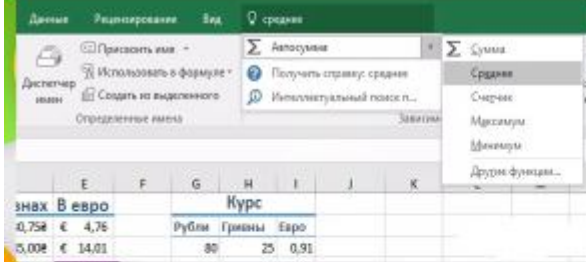 Данные Рецензирование Вид среднее
Присвоить имя
Использовать в формуле
Создать из выделенного
Диспетчер имен
Определенные имена
Автосумма
Получить справку: среднее
Интеллектуальный поиск п...
Сумма
Среднее
Счетчик
Максимум
Минимум
Другие функции...
E F G H I J K
В евро Курс
€ 4,76 Рубли Гривны Евро
€ 14,01 80 25 0,91